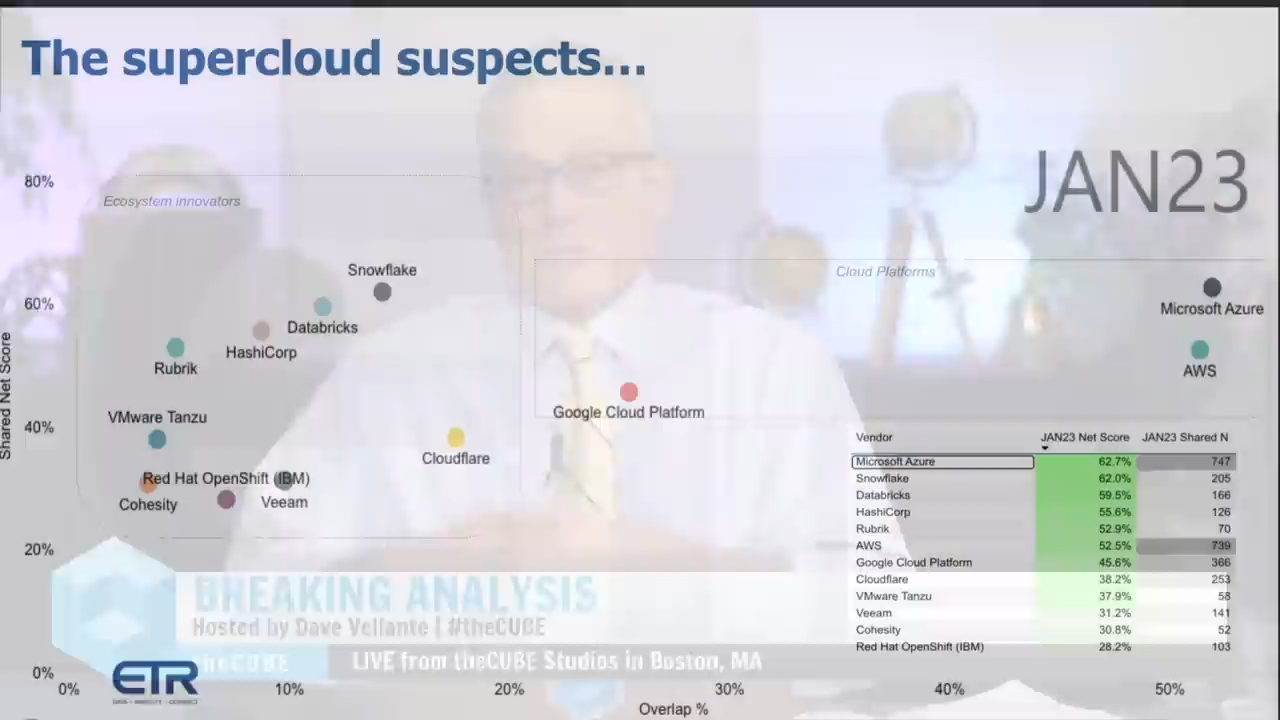 The supercloud suspects...
JAN23
80%
Ecosystem innovators
Cloud Platforms
Snowflake
60%
Microsoft Azure
Databricks
HashiCorp
Rubrik
AWS
Shared Net Score
VMware Tanzu
Google Cloud Platform
40%
Cloudflare
Red Hat OpenShift (IBM)
Cohesity
Veeam
Vendor JAN23 Net Score JAN23 Shared N
Microsoft Azure 62.7% 747
Snowflake 62.0% 205
Databricks 59.5% 166
HashiCorp 55.6% 126
Rubrik 52.9% 70
AWS 52.5% 739
Google Cloud Platform 45.6% 366
Cloudflare 38.2% 253
VMware Tanzu 37.9% 58
Veeam 31.2% 141
Cohesity 30.8% 52
Red Hat OpenShift (IBM) 28.2% 103
20%
BREAKING ANALYSIS
Hosted by Dave Vellante | #theCUBE
theCUBE LIVE from theCUBE Studios in Boston, MA
ETR
0%
0% 10% 20% 30% 40% 50%
Overlap %